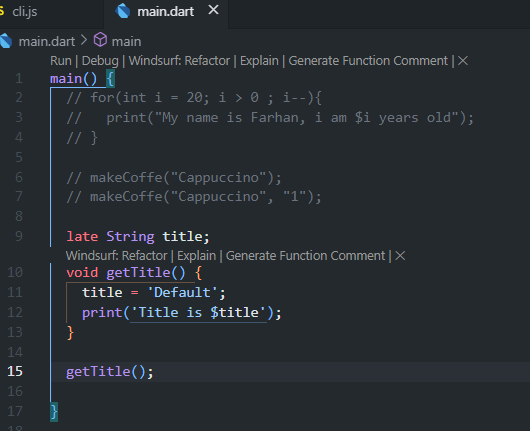 cli.js
main.dart
main.dart > main
Run | Debug | Windsurf: Refactor | Explain | Generate Function Comment | ×
1 main() {
2 // for(int i = 20; i > 0 ; i--){
3 //   print("My name is Farhan, i am $i years old");
4 // }
5
6 // makeCoffe("Cappuccino");
7 // makeCoffe("Cappuccino", "1");
8
9 late String title;
Windsurf: Refactor | Explain | Generate Function Comment | ×
10 void getTitle() {
11 title = 'Default';
12 print('Title is $title');
13 }
14
15 getTitle();
16
17 }
18